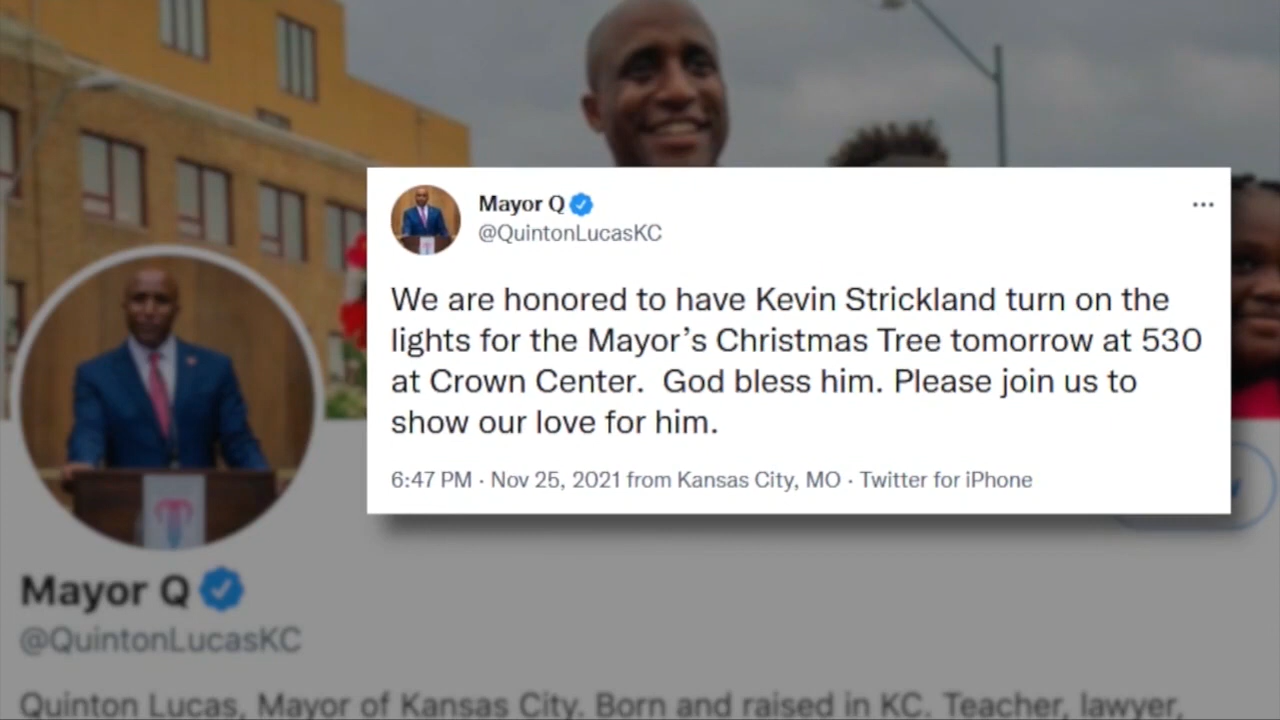 Mayor Q
@QuintonLucasKC
We are honored to have Kevin Strickland turn on the
lights for the Mayor’s Christmas Tree tomorrow at 530
at Crown Center.  God bless him. Please join us to
show our love for him.
6:47 PM · Nov 25, 2021 from Kansas City, MO · Twitter for iPhone
Mayor Q
@QuintonLucasKC
Quinton Lucas, Mayor of Kansas City. Born and raised in KC. Teacher, lawyer,